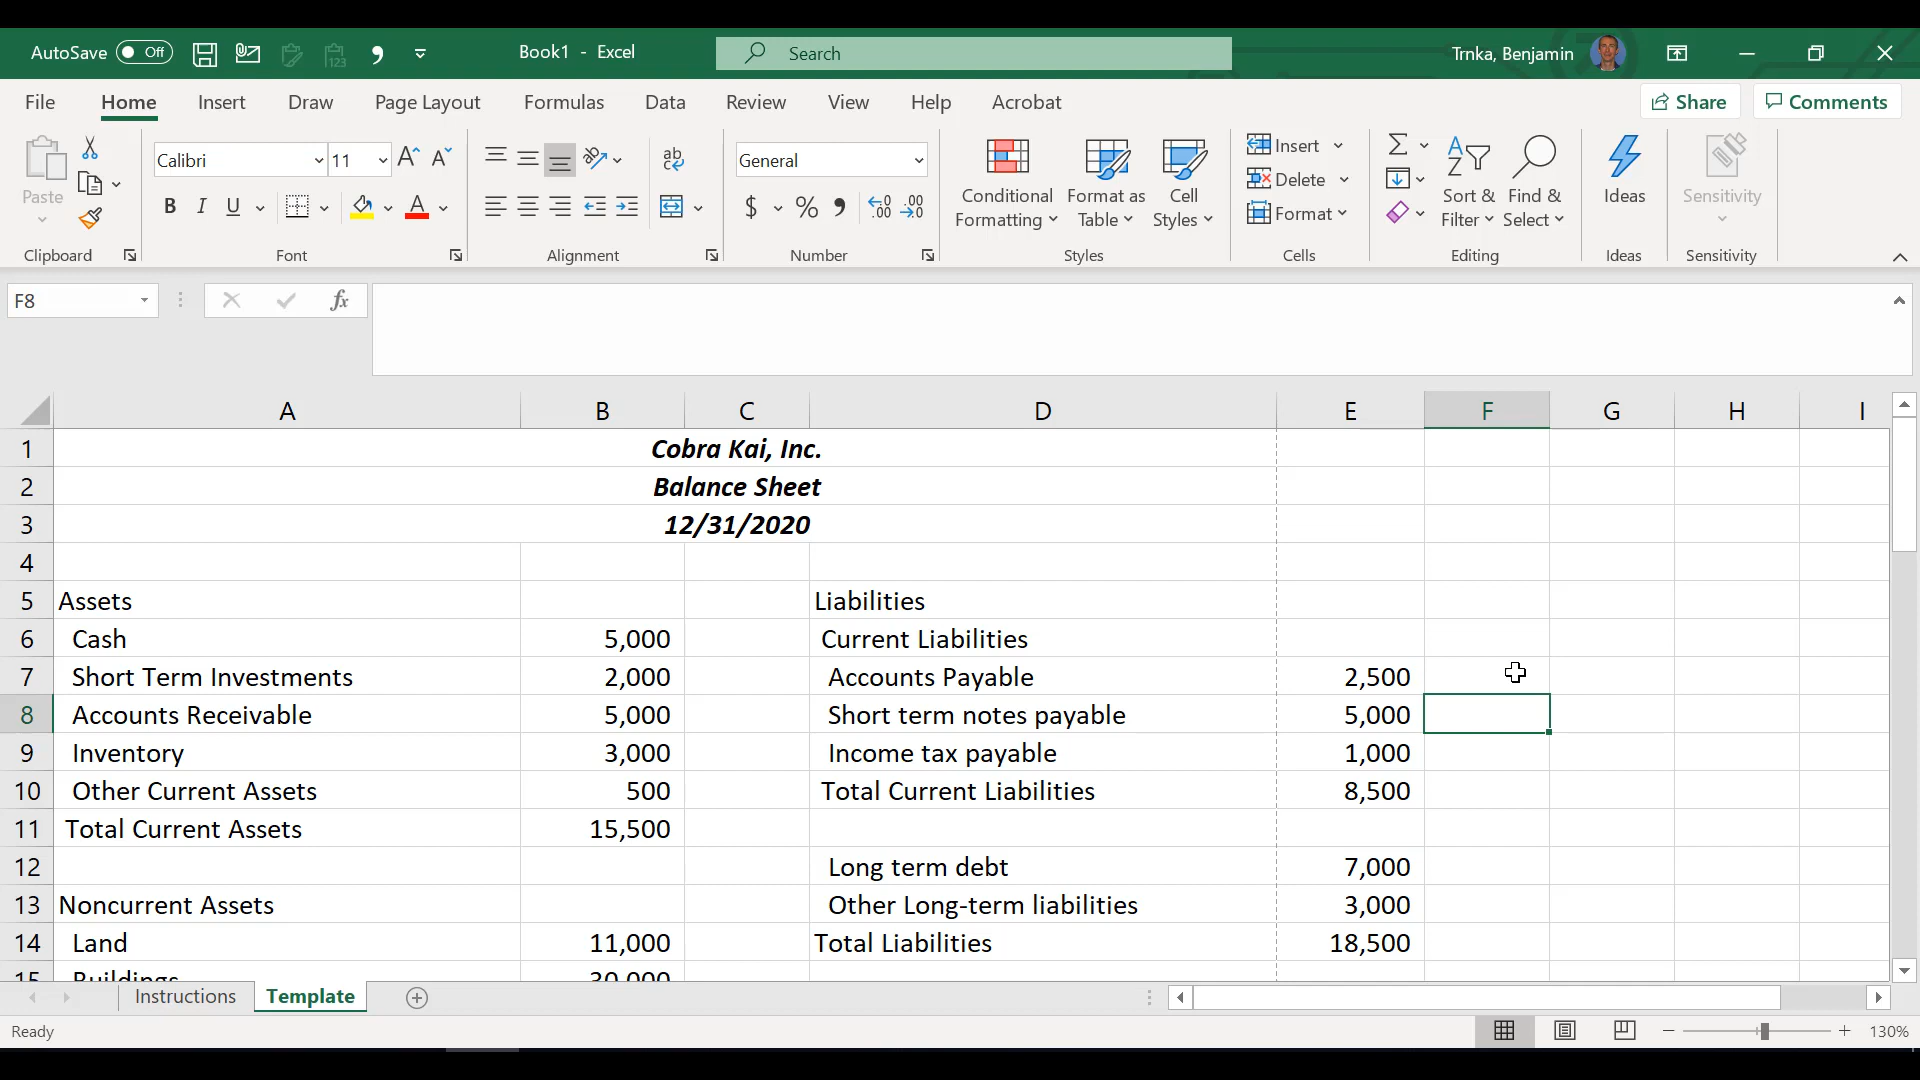 AutoSave Off Book1 - Excel Search Trnka, Benjamin
File Home Insert Draw Page Layout Formulas Data Review View Help Acrobat Share Comments
Calibri 11 General
Paste
B I U A $ % Conditional Formatting Format as Table Cell Styles Insert Delete Format Sort & Filter Find & Select Ideas Sensitivity
Clipboard Font Alignment Number Styles Cells Editing Ideas Sensitivity
F8 fx
A B C D E F G H I
1 Cobra Kai, Inc.
2 Balance Sheet
3 12/31/2020
4
5 Assets Liabilities
6 Cash 5,000 Current Liabilities
7 Short Term Investments 2,000 Accounts Payable 2,500
8 Accounts Receivable 5,000 Short term notes payable 5,000
9 Inventory 3,000 Income tax payable 1,000
10 Other Current Assets 500 Total Current Liabilities 8,500
11 Total Current Assets 15,500
12 Long term debt 7,000
13 Noncurrent Assets Other Long-term liabilities 3,000
14 Land 11,000 Total Liabilities 18,500
15 Buildings 30,000
Instructions Template
Ready 130%